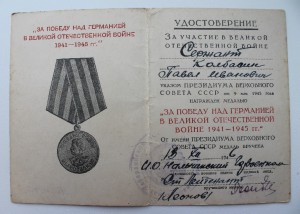 „ЗА ПОБЕДУ НАД ГЕРМАНИЕЙ
В ВЕЛИКОЙ ОТЕЧЕСТВЕННОЙ ВОЙНЕ
1941—1945 гг."
УДОСТОВЕРЕНИЕ
ЗА УЧАСТИЕ В ВЕЛИКОЙ
ОТЕЧЕСТВЕННОЙ ВОЙНЕ
Сержант
Колбасин
Павел Иванович
УКАЗОМ ПРЕЗИДИУМА ВЕРХОВНОГО
СОВЕТА СССР от 9 мая 1945 года
НАГРАЖДЕН МЕДАЛЬЮ
„ЗА ПОБЕДУ НАД ГЕРМАНИЕЙ
В ВЕЛИКОЙ ОТЕЧЕСТВЕННОЙ
ВОЙНЕ 1941—1945 гг."
ОТ ИМЕНИ ПРЕЗИДИУМА ВЕРХОВНОГО
СОВЕТА СССР МЕДАЛЬ ВРУЧЕНА